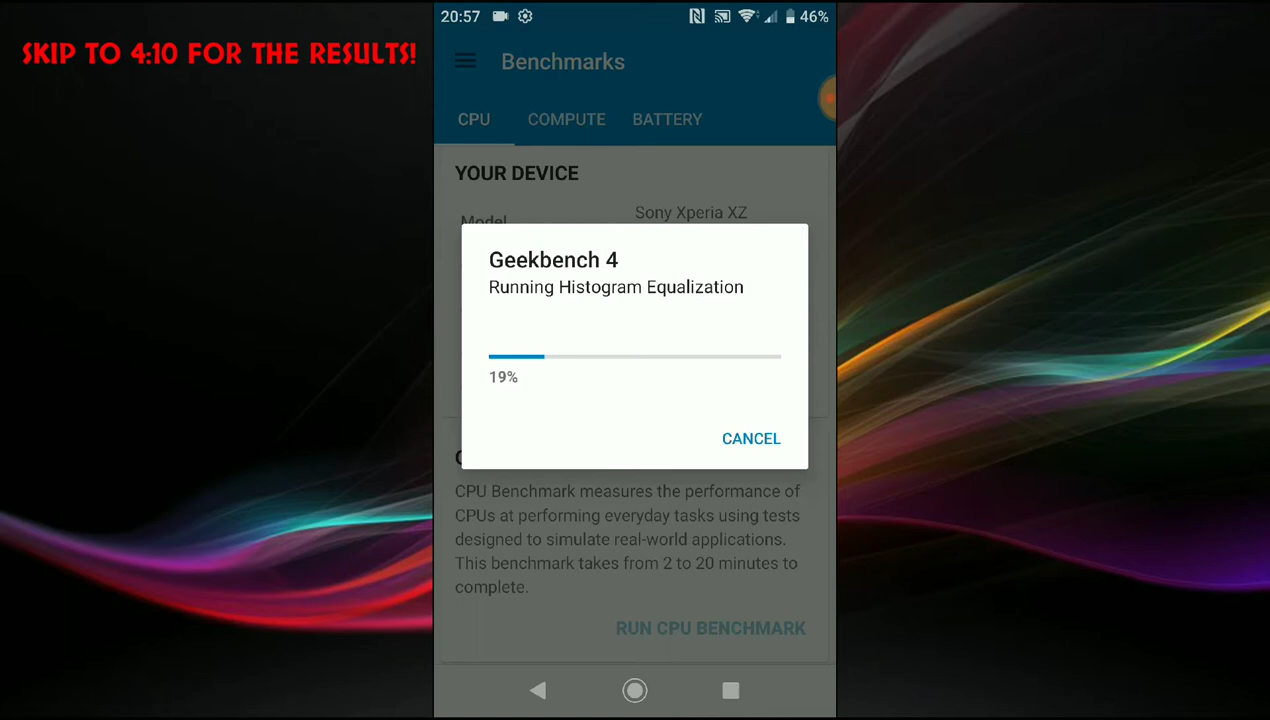 SKIP TO 4:10 FOR THE RESULTS!
20:57
46%
Benchmarks
CPU COMPUTE BATTERY
YOUR DEVICE
Model Sony Xperia XZ
Geekbench 4
Running Histogram Equalization
19%
CANCEL
CPU Benchmark measures the performance of
CPUs at performing everyday tasks using tests
designed to simulate real-world applications.
This benchmark takes from 2 to 20 minutes to
complete.
RUN CPU BENCHMARK